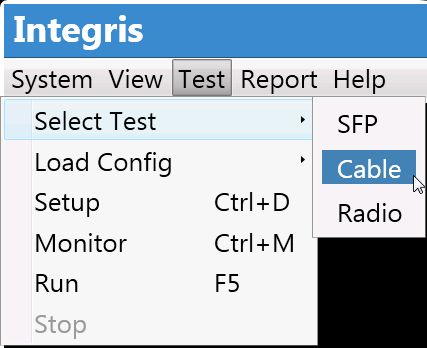 Integris
System View Test Report Help
Select Test
SFP
Load Config
Cable
Setup Ctrl+D
Radio
Monitor Ctrl+M
Run F5
Stop